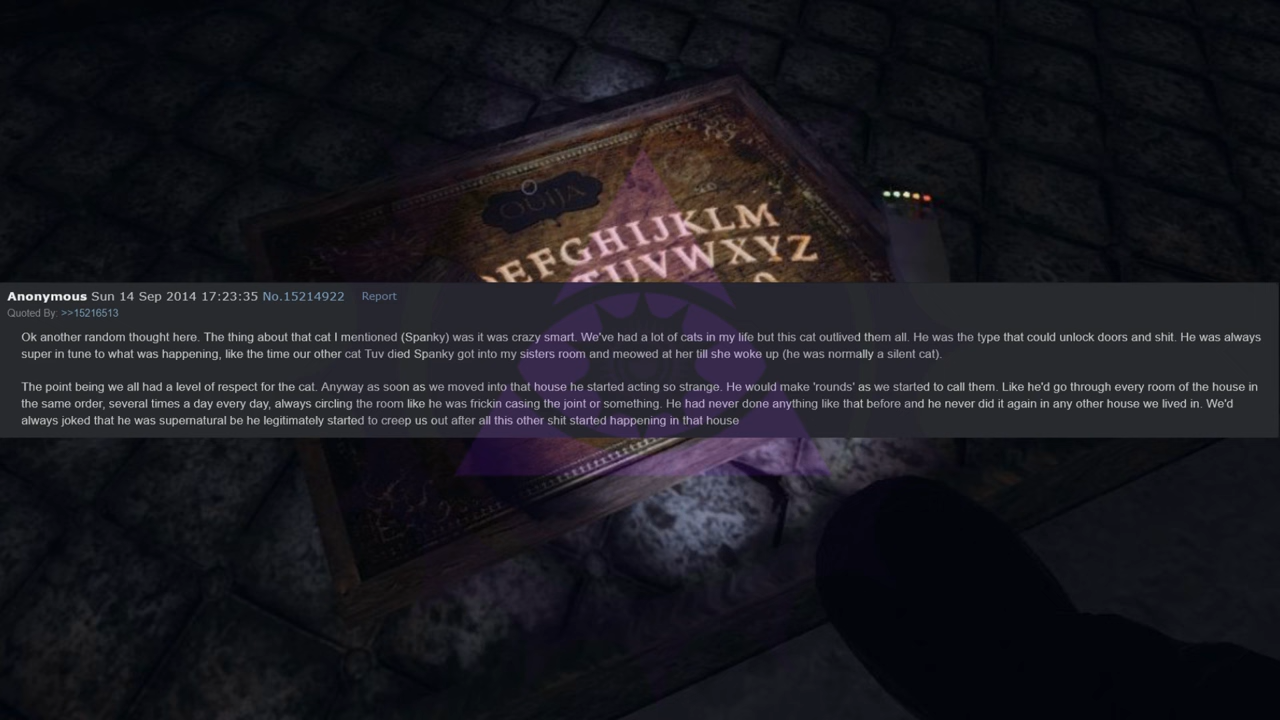 OUIJA
DEFGHIJKLM
TUVWXYZ
Anonymous Sun 14 Sep 2014 17:23:35 No.15214922 Report
Quoted By: >>15216513
Ok another random thought here. The thing about that cat I mentioned (Spanky) was it was crazy smart. We've had a lot of cats in my life but this cat outlived them all. He was the type that could unlock doors and shit. He was always
super in tune to what was happening, like the time our other cat Tuv died Spanky got into my sisters room and meowed at her till she woke up (he was normally a silent cat).
The point being we all had a level of respect for the cat. Anyway as soon as we moved into that house he started acting so strange. He would make 'rounds' as we started to call them. Like he'd go through every room of the house in
the same order, several times a day every day, always circling the room like he was frickin casing the joint or something. He had never done anything like that before and he never did it again in any other house we lived in. We'd
always joked that he was supernatural be he legitimately started to creep us out after all this other shit started happening in that house